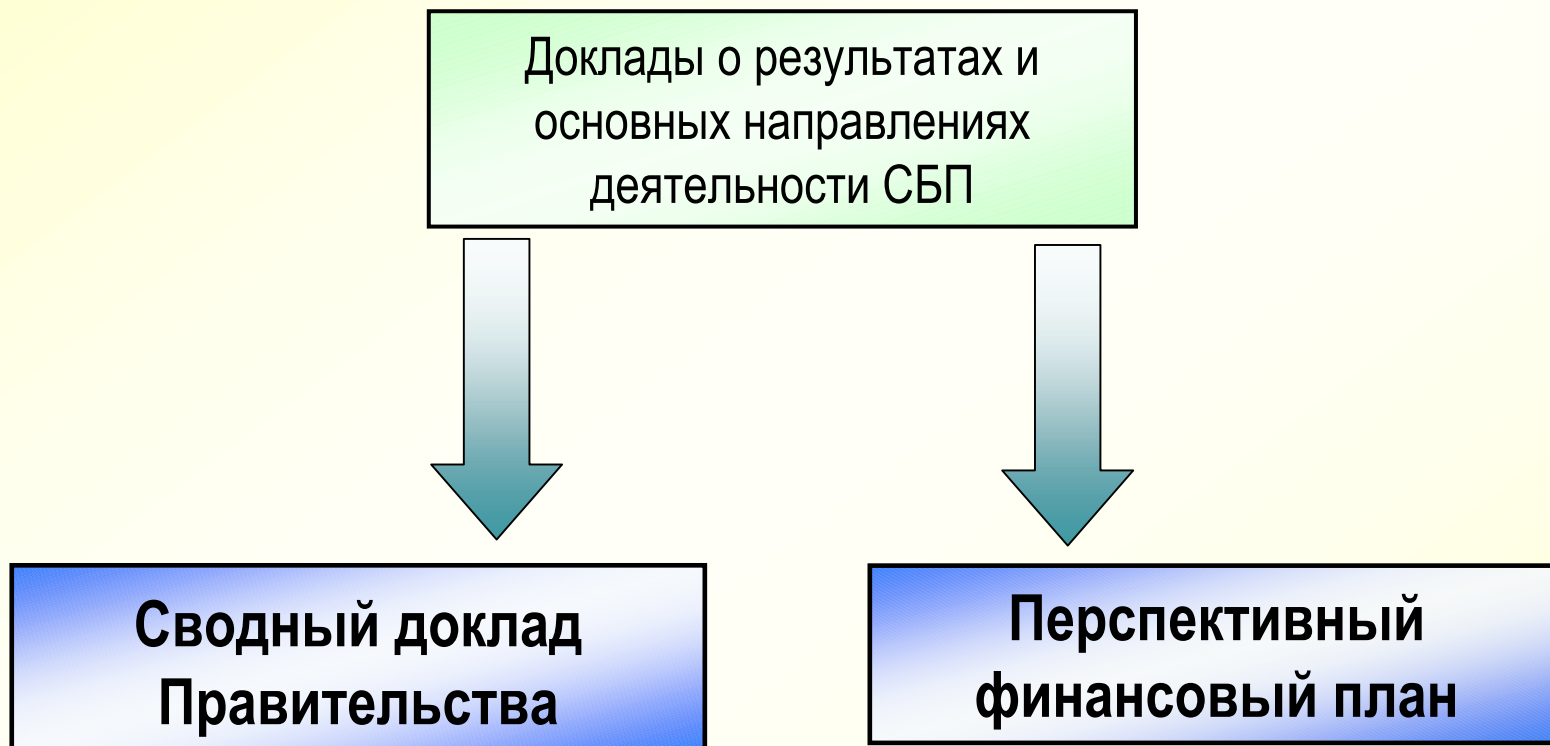 Доклады о результатах и
основных направлениях
деятельности СБП
Сводный доклад
Правительства
Перспективный
финансовый план